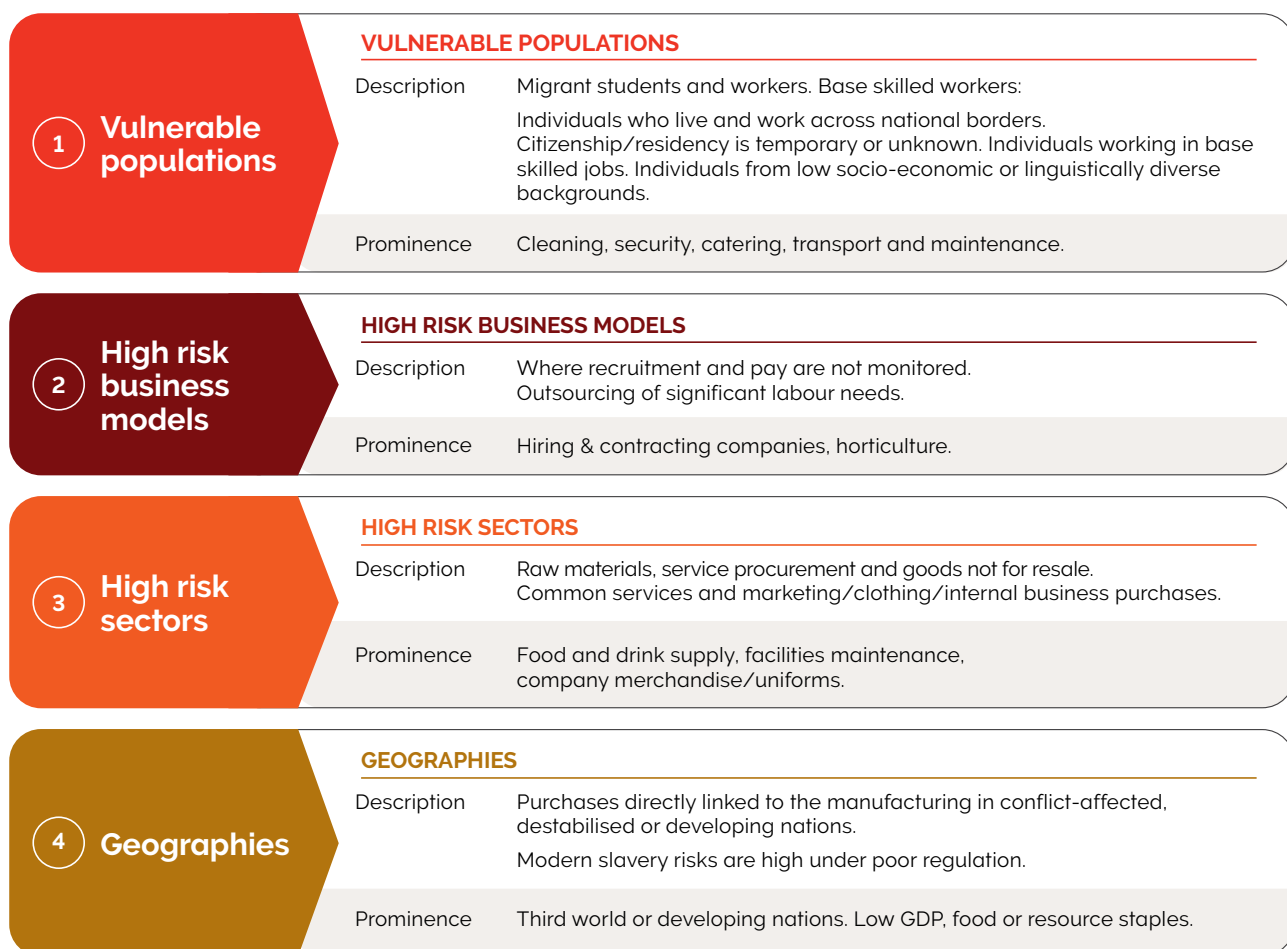 1
Vulnerable
populations
VULNERABLE POPULATIONS
Description
Migrant students and workers. Base skilled workers:
Individuals who live and work across national borders.
Citizenship/residency is temporary or unknown. Individuals working in base
skilled jobs. Individuals from low socio-economic or linguistically diverse
backgrounds.
Prominence
Cleaning, security, catering, transport and maintenance.
2
High risk
business
models
HIGH RISK BUSINESS MODELS
Description
Where recruitment and pay are not monitored.
Outsourcing of significant labour needs.
Prominence
Hiring & contracting companies, horticulture.
3
High risk
sectors
HIGH RISK SECTORS
Description
Raw materials, service procurement and goods not for resale.
Common services and marketing/clothing/internal business purchases.
Prominence
Food and drink supply, facilities maintenance,
company merchandise/uniforms.
4
Geographies
GEOGRAPHIES
Description
Purchases directly linked to the manufacturing in conflict-affected,
destabilised or developing nations.
Modern slavery risks are high under poor regulation.
Prominence
Third world or developing nations. Low GDP, food or resource staples.